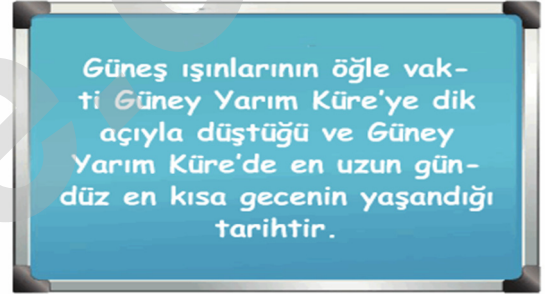 Güneş ışınlarının öğle vak-
ti Güney Yarım Küre'ye dik
açıyla düştüğü ve Güney
Yarım Küre'de en uzun gün-
düz en kısa gecenin yaşandığı
tarihtir.